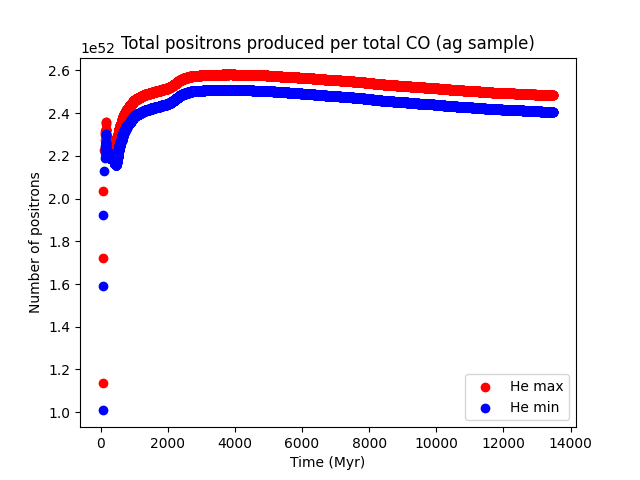 Total positrons produced per total CO (ag sample)
1e52
2.6
2.4
2.2
2.0
1.8
1.6
1.4
1.2
1.0
Number of positrons
0 2000 4000 6000 8000 10000 12000 14000
Time (Myr)
He max
He min